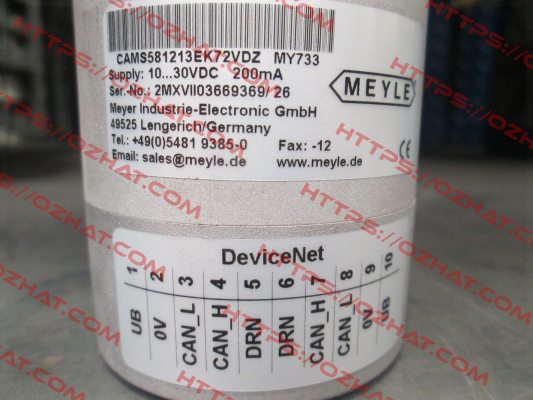 CAMS581213EK72VDZ MY733
Supply: 10...30VDC 200mA
Ser.-No.: 2MXVII03669369/26
MEYLE
Meyer Industrie-Electronic GmbH
49525 Lengerich/Germany
Tel.: +49(0)5481 9385-0 Fax: -12
Email: sales@meyle.de www.meyle.de
CE
DeviceNet
1 2 3 4 5 6 7 8 9 10
UB 0V CAN_L CAN_H DRN DRN CAN_H CAN_L 0V UB
HTTPS://OZHAT.COM